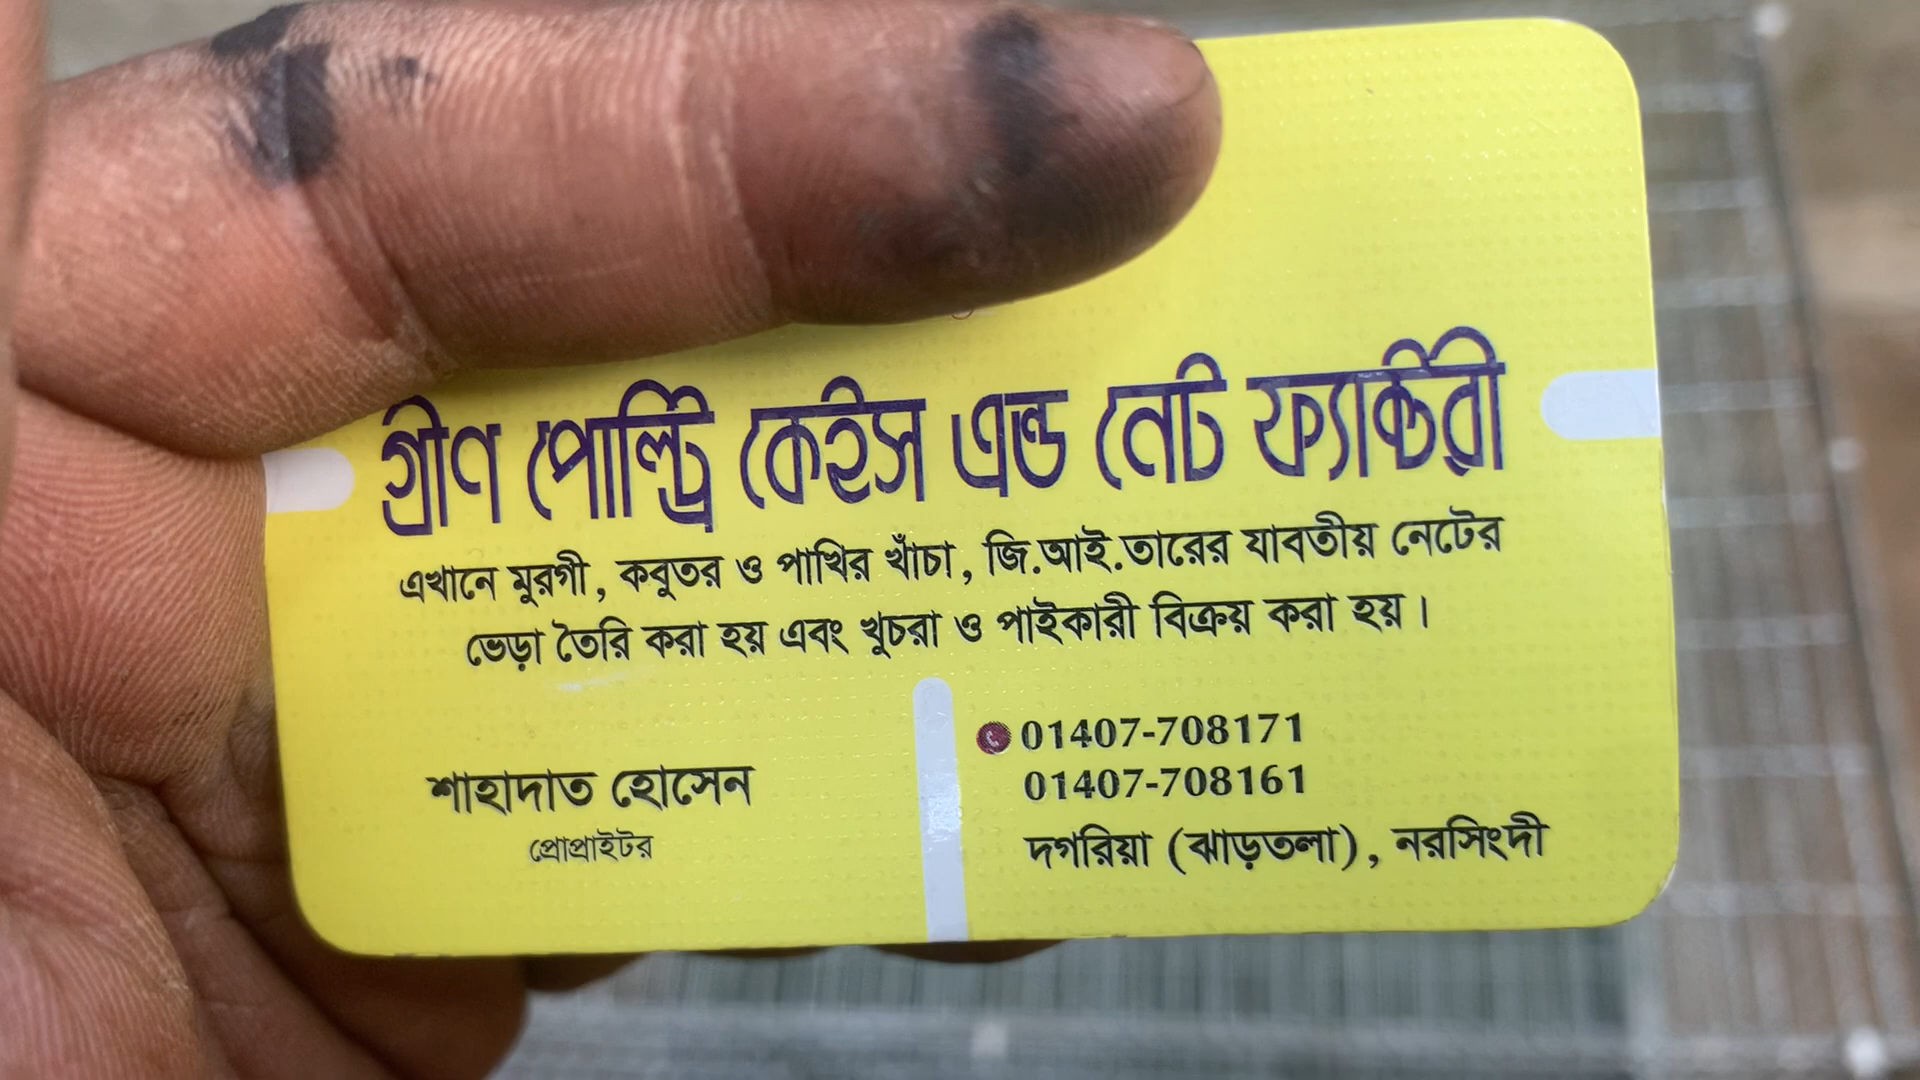 গ্রীণ পোল্ট্রি কেইস এন্ড নেট ফ্যাক্টরী
এখানে মুরগী, কবুতর ও পাখির খাঁচা, জি.আই.তারের যাবতীয় নেটের
ভেড়া তৈরি করা হয় এবং খুচরা ও পাইকারী বিক্রয় করা হয়।
শাহাদাত হোসেন
প্রোপ্রাইটর
01407-708171
01407-708161
দগরিয়া (ঝাড়তলা), নরসিংদী